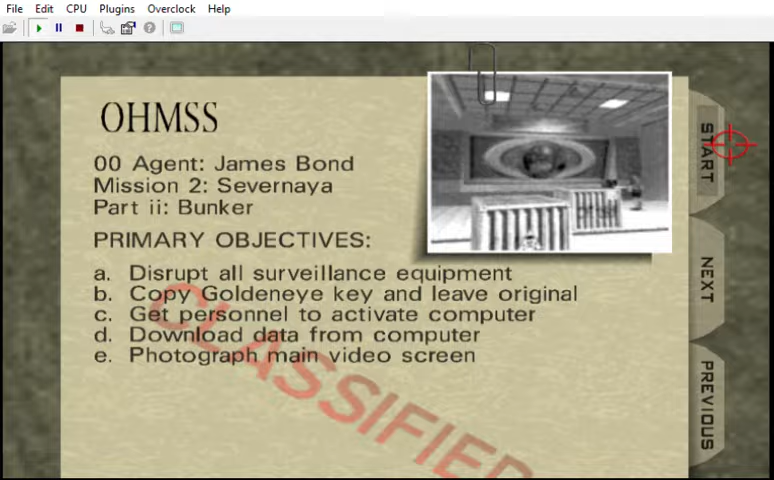 File Edit CPU Plugins Overclock Help
OHMSS
00 Agent: James Bond
Mission 2: Severnaya
Part ii: Bunker
PRIMARY OBJECTIVES:
a. Disrupt all surveillance equipment
b. Copy Goldeneye key and leave original
c. Get personnel to activate computer
d. Download data from computer
e. Photograph main video screen
CLASSIFIED
START
NEXT
PREVIOUS